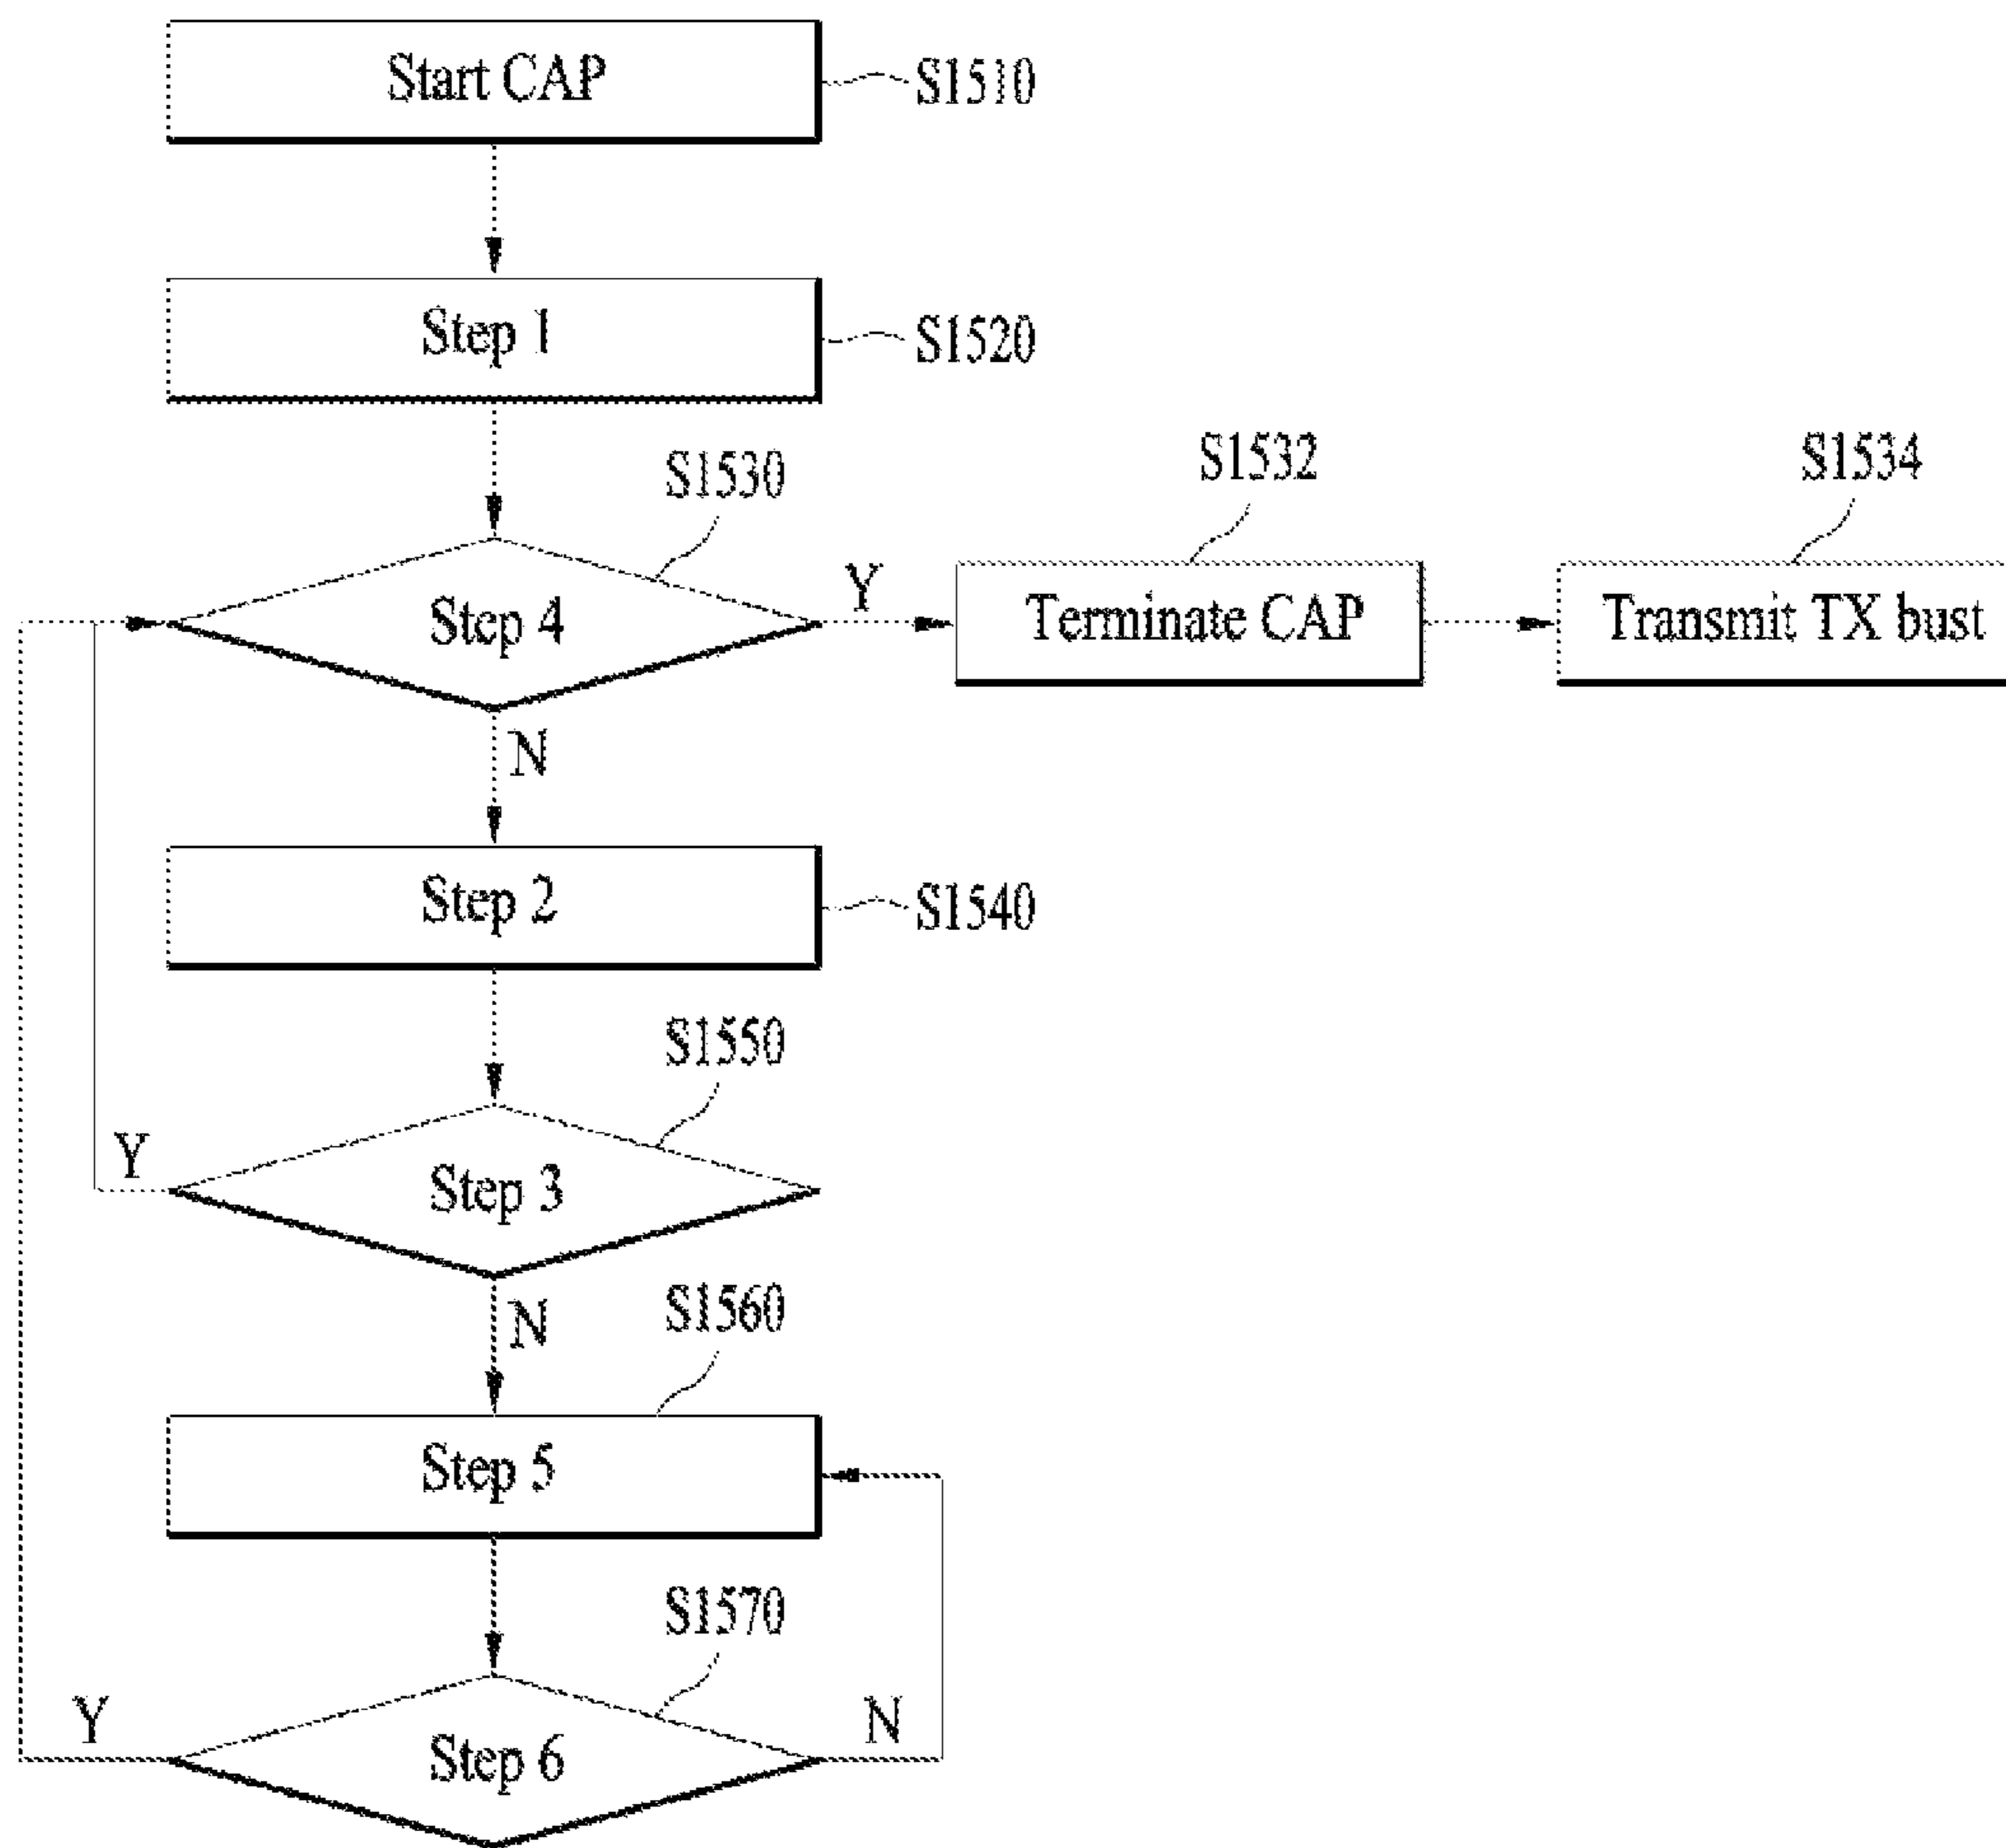 Start CAP
S1510
Step 1
S1520
S1530
S1532
S1534
Step 4
Y
Terminate CAP
Transmit TX bust
N
Step 2
S1540
S1550
Y
Step 3
N
S1560
Step 5
S1570
Y
Step 6
N